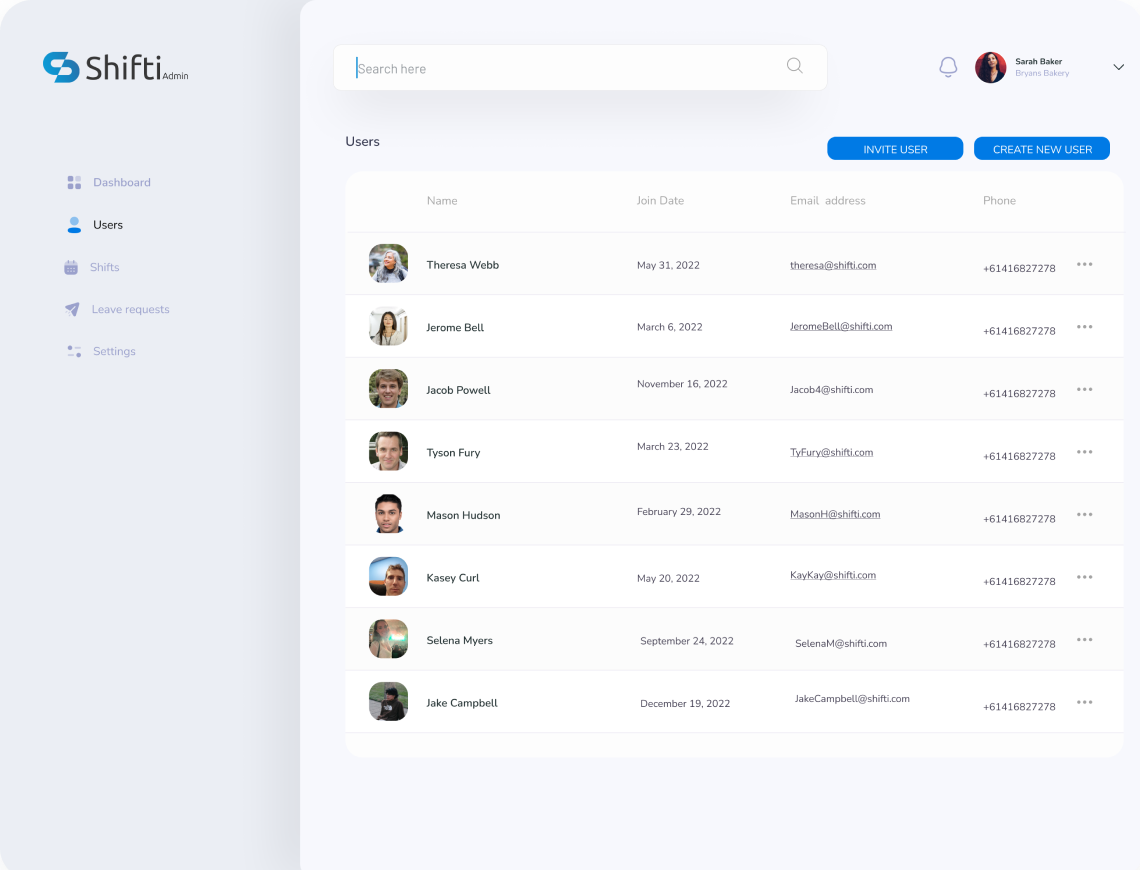 Shifti Admin
Search here
Sarah Baker
Bryans Bakery
Users
INVITE USER
CREATE NEW USER
Dashboard
Users
Shifts
Leave requests
Settings
Name Join Date Email address Phone
Theresa Webb May 31, 2022 theresa@shifti.com +61416827278
Jerome Bell March 6, 2022 JeromeBell@shifti.com +61416827278
Jacob Powell November 16, 2022 Jacob4@shifti.com +61416827278
Tyson Fury March 23, 2022 TyFury@shifti.com +61416827278
Mason Hudson February 29, 2022 MasonH@shifti.com +61416827278
Kasey Curl May 20, 2022 KayKay@shifti.com +61416827278
Selena Myers September 24, 2022 SelenaM@shifti.com +61416827278
Jake Campbell December 19, 2022 JakeCampbell@shifti.com +61416827278